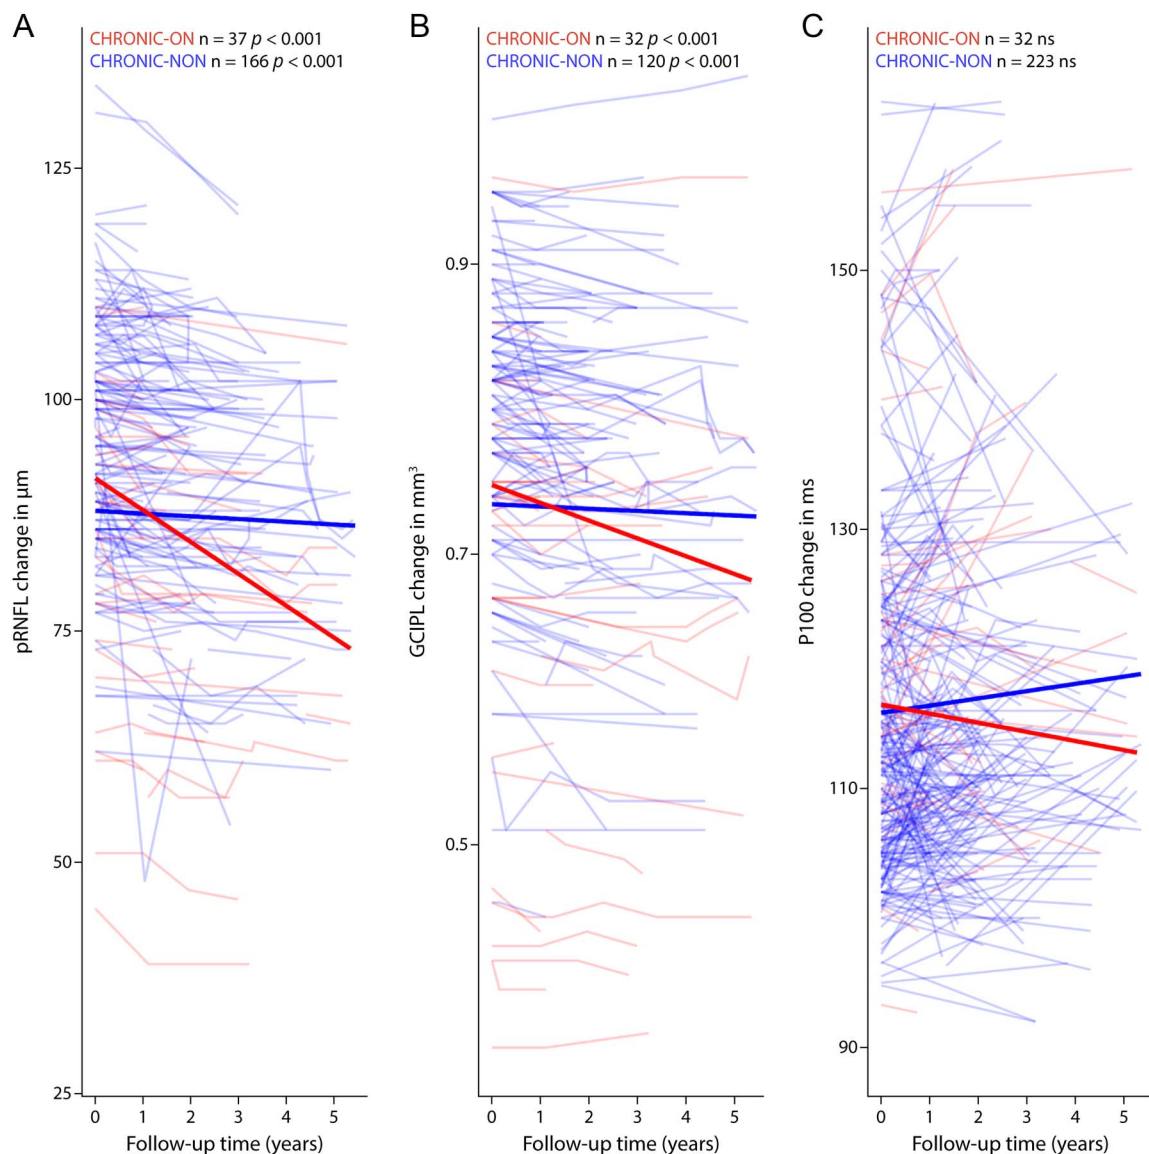 A
CHRONIC-ON n = 37 p < 0.001
CHRONIC-NON n = 166 p < 0.001
pRNFL change in µm
125
100
75
50
25
0 1 2 3 4 5
Follow-up time (years)
B
CHRONIC-ON n = 32 p < 0.001
CHRONIC-NON n = 120 p < 0.001
GCIPL change in mm³
0.9
0.7
0.5
0 1 2 3 4 5
Follow-up time (years)
C
CHRONIC-ON n = 32 ns
CHRONIC-NON n = 223 ns
P100 change in ms
150
130
110
90
0 1 2 3 4 5
Follow-up time (years)